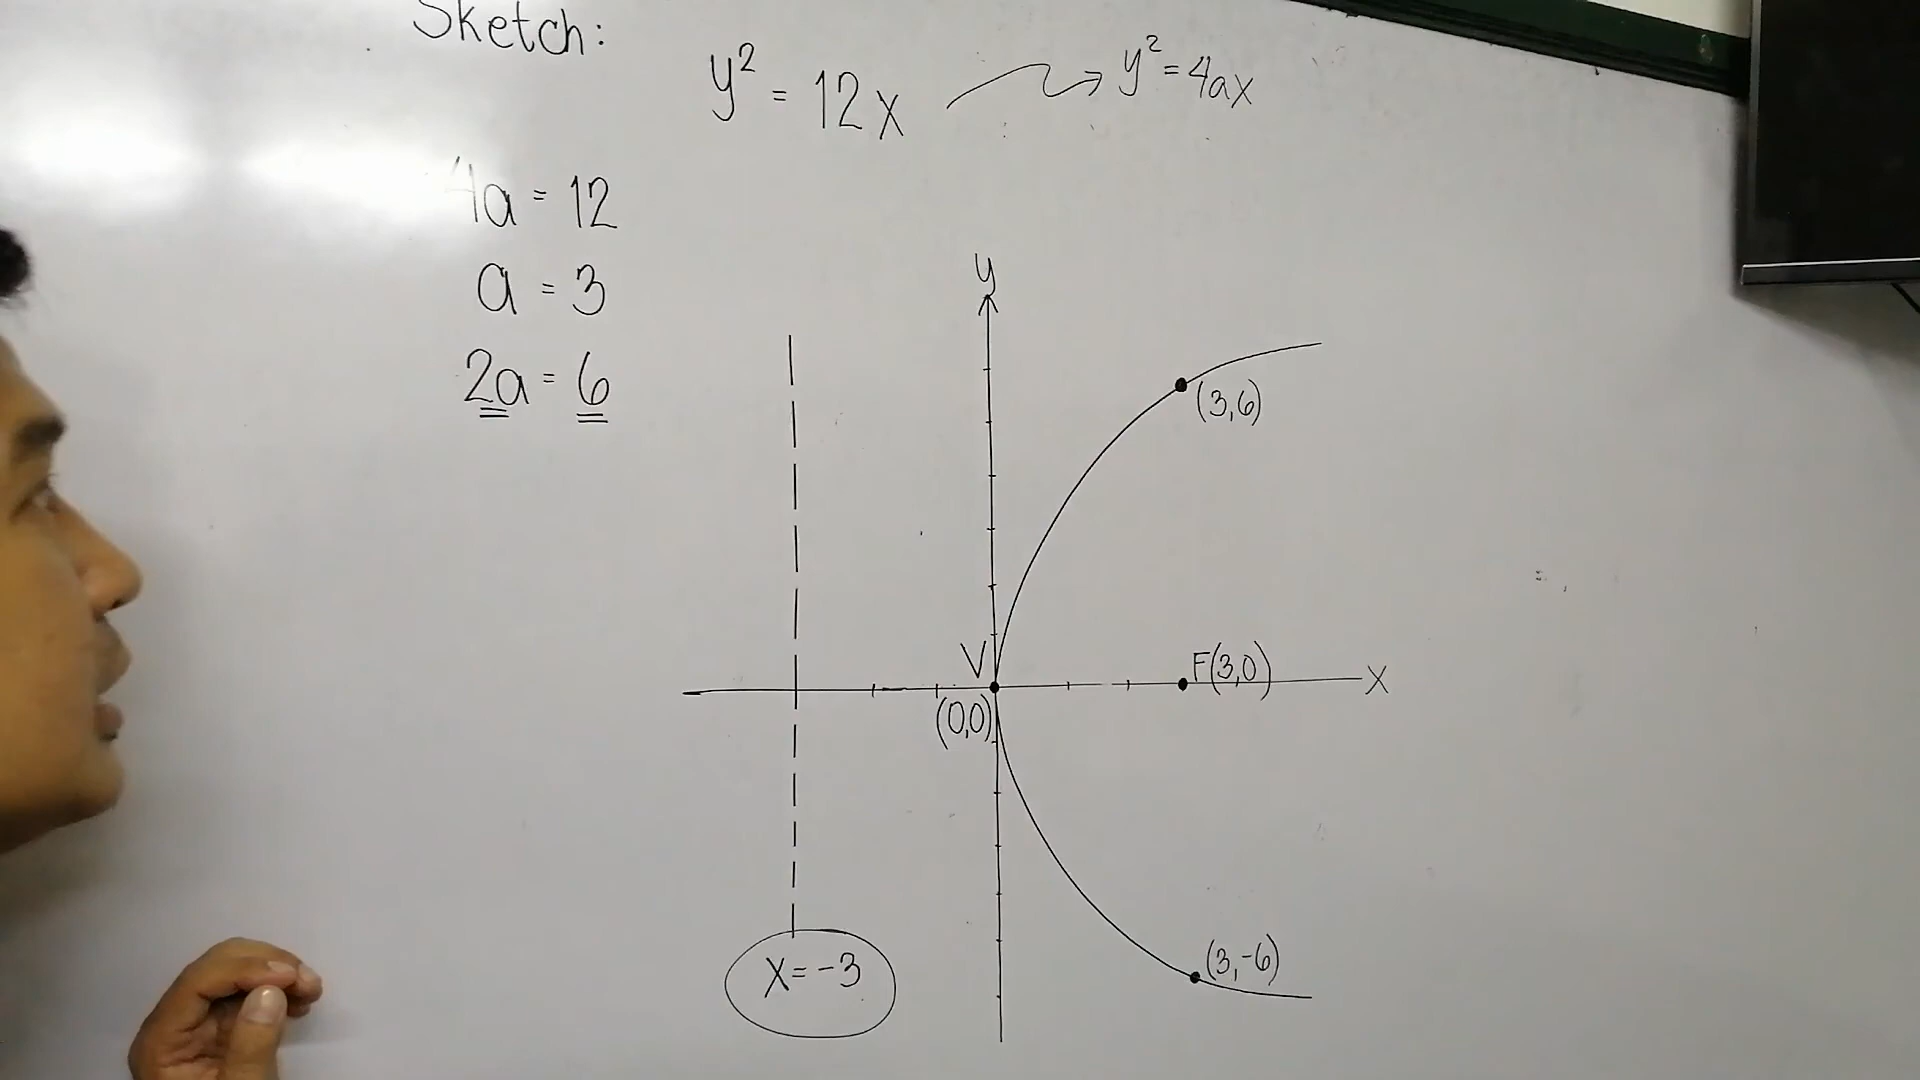 Sketch:
y² = 12x
y² = 4ax
4a = 12
a = 3
2a = 6
y
(3,6)
V
F(3,0)
x
(0,0)
(3,-6)
x = -3